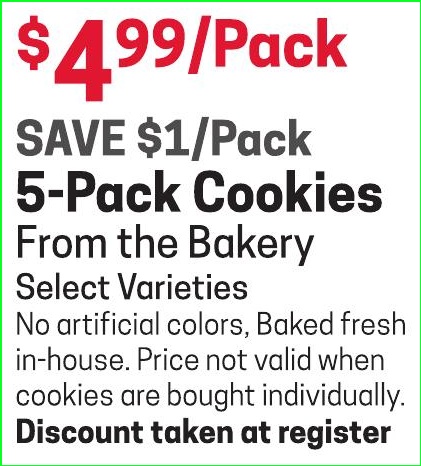 $4.99/Pack
SAVE $1/Pack
5-Pack Cookies
From the Bakery
Select Varieties
No artificial colors, Baked fresh
in-house. Price not valid when
cookies are bought individually.
Discount taken at register